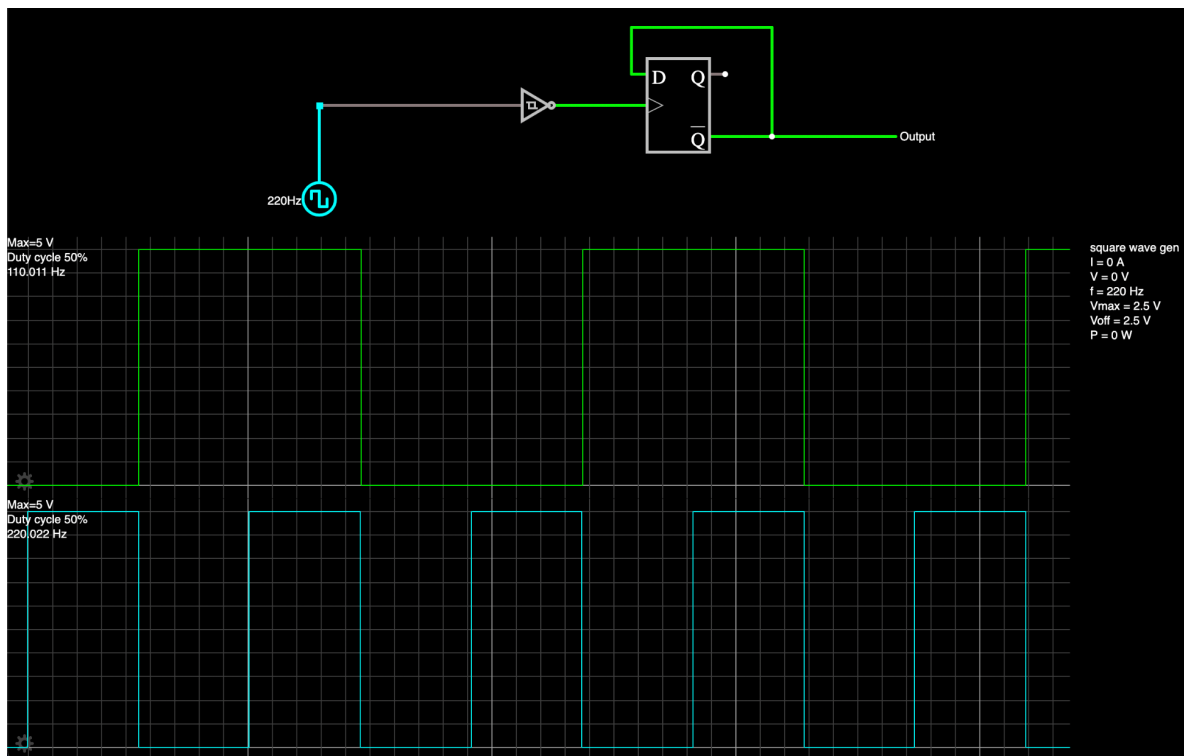 D Q
Q
Output
220Hz
Max=5 V
Duty cycle 50%
110.011 Hz
square wave gen
I = 0 A
V = 0 V
f = 220 Hz
Vmax = 2.5 V
Voff = 2.5 V
P = 0 W
Max=5 V
Duty cycle 50%
220.022 Hz